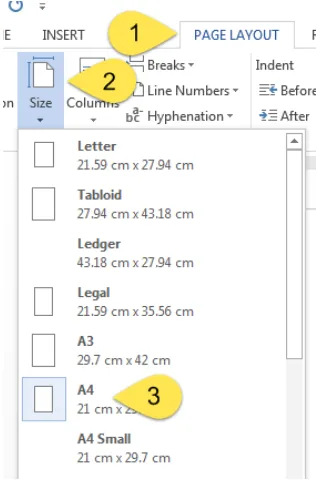 INSERT PAGE LAYOUT
1
2
Size
Columns
Breaks
Line Numbers
Hyphenation
Indent
Before
After
Letter
21.59 cm x 27.94 cm
Tabloid
27.94 cm x 43.18 cm
Ledger
43.18 cm x 27.94 cm
Legal
21.59 cm x 35.56 cm
A3
29.7 cm x 42 cm
A4
21 cm x
3
A4 Small
21 cm x 29.7 cm